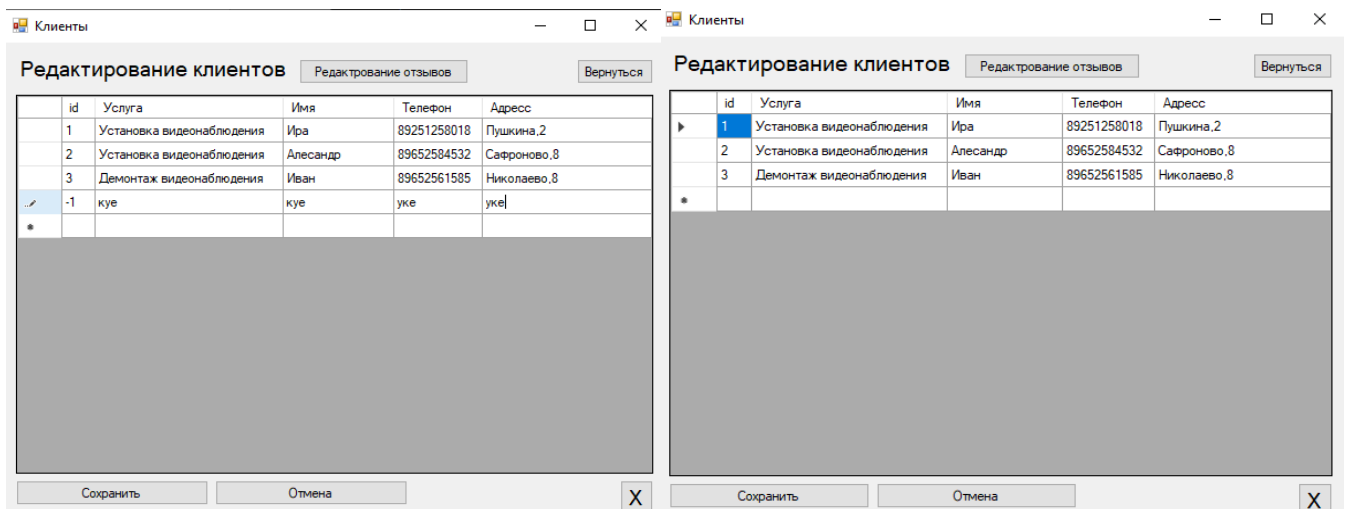 Клиенты
Редактирование клиентов Редактрование отзывов Вернуться
id Услуга Имя Телефон Адресс
1 Установка видеонаблюдения Ира 89251258018 Пушкина,2
2 Установка видеонаблюдения Алесандр 89652584532 Сафроново,8
3 Демонтаж видеонаблюдения Иван 89652561585 Николаево,8
-1 куе куе уке уке
Сохранить Отмена X
Клиенты
Редактирование клиентов Редактрование отзывов Вернуться
id Услуга Имя Телефон Адресс
1 Установка видеонаблюдения Ира 89251258018 Пушкина,2
2 Установка видеонаблюдения Алесандр 89652584532 Сафроново,8
3 Демонтаж видеонаблюдения Иван 89652561585 Николаево,8
Сохранить Отмена X